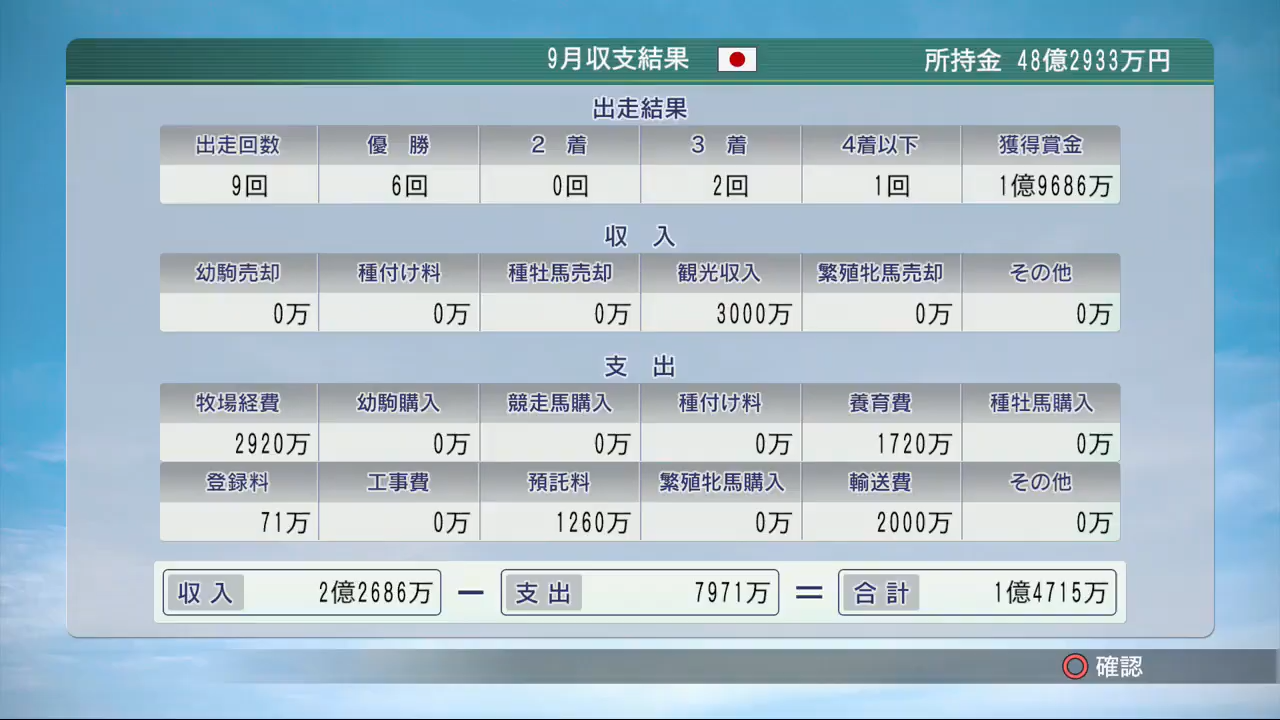 9月収支結果 所持金 48億2933万円
出走結果
出走回数 優 勝 2 着 3 着 4着以下 獲得賞金
9回 6回 0回 2回 1回 1億9686万
収 入
幼駒売却 種付け料 種牡馬売却 観光収入 繁殖牝馬売却 その他
0万 0万 0万 3000万 0万 0万
支 出
牧場経費 幼駒購入 競走馬購入 種付け料 養育費 種牡馬購入
2920万 0万 0万 0万 1720万 0万
登録料 工事費 預託料 繁殖牝馬購入 輸送費 その他
71万 0万 1260万 0万 2000万 0万
収 入 2億2686万 － 支 出 7971万 ＝ 合 計 1億4715万
確認